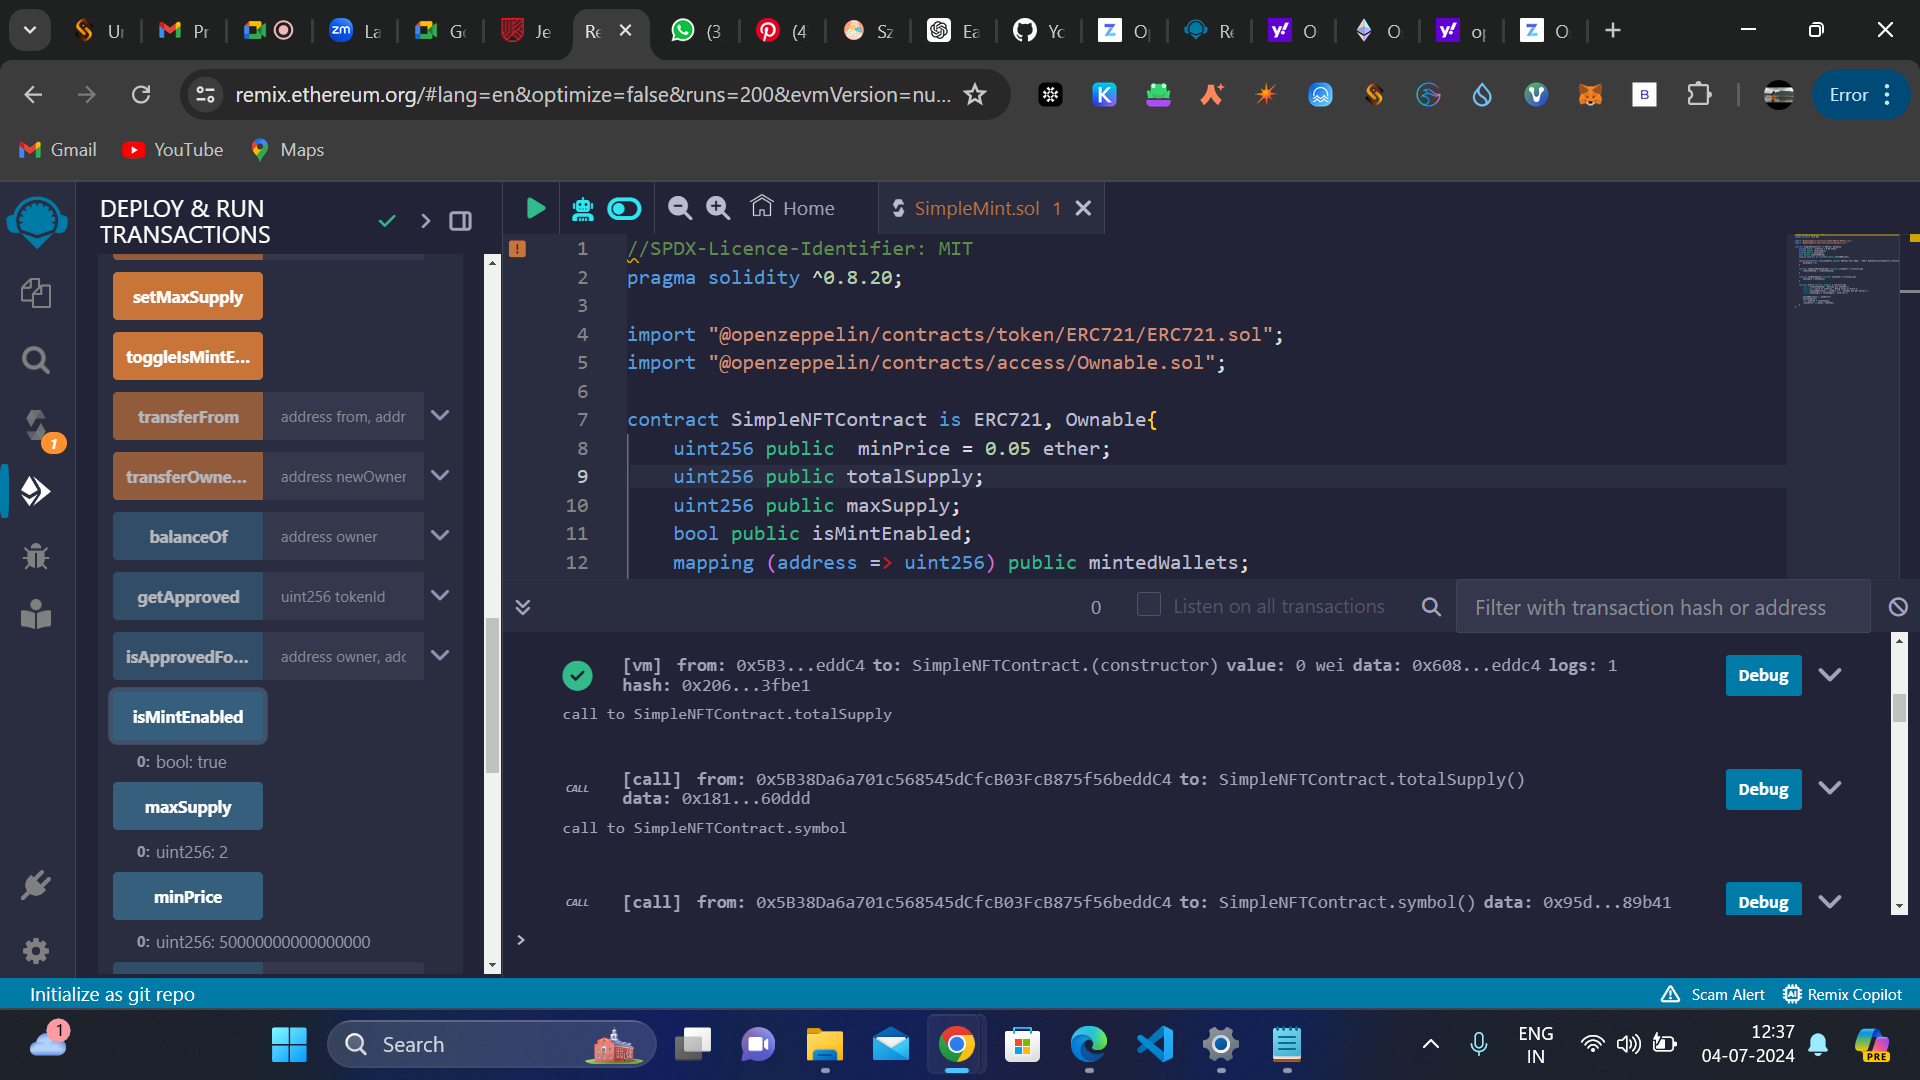 Ur
Pr
La
Go
Je
Re
(3
(4
Sz
Ea
Yc
O
Re
O
O
op
O
remix.ethereum.org/#lang=en&optimize=false&runs=200&evmVersion=nu...
Error
Gmail
YouTube
Maps
DEPLOY & RUN
TRANSACTIONS
setMaxSupply
toggleIsMintE...
transferFrom address from, addr
transferOwne... address newOwner
balanceOf address owner
getApproved uint256 tokenId
isApprovedFo... address owner, adc
isMintEnabled
0: bool: true
maxSupply
0: uint256: 2
minPrice
0: uint256: 50000000000000000
1
Home
SimpleMint.sol 1
1 //SPDX-Licence-Identifier: MIT
2 pragma solidity ^0.8.20;
3
4 import "@openzeppelin/contracts/token/ERC721/ERC721.sol";
5 import "@openzeppelin/contracts/access/Ownable.sol";
6
7 contract SimpleNFTContract is ERC721, Ownable{
8 uint256 public  minPrice = 0.05 ether;
9 uint256 public totalSupply;
10 uint256 public maxSupply;
11 bool public isMintEnabled;
12 mapping (address => uint256) public mintedWallets;
0 Listen on all transactions Filter with transaction hash or address
[vm] from: 0x5B3...eddC4 to: SimpleNFTContract.(constructor) value: 0 wei data: 0x608...eddc4 logs: 1
hash: 0x206...3fbe1
Debug
call to SimpleNFTContract.totalSupply
CALL [call] from: 0x5B38Da6a701c568545dCfcB03FcB875f56beddC4 to: SimpleNFTContract.totalSupply()
data: 0x181...60ddd
Debug
call to SimpleNFTContract.symbol
CALL [call] from: 0x5B38Da6a701c568545dCfcB03FcB875f56beddC4 to: SimpleNFTContract.symbol() data: 0x95d...89b41
Debug
>
Initialize as git repo
Scam Alert
Remix Copilot
1
Search
ENG
IN
12:37
04-07-2024
PRE